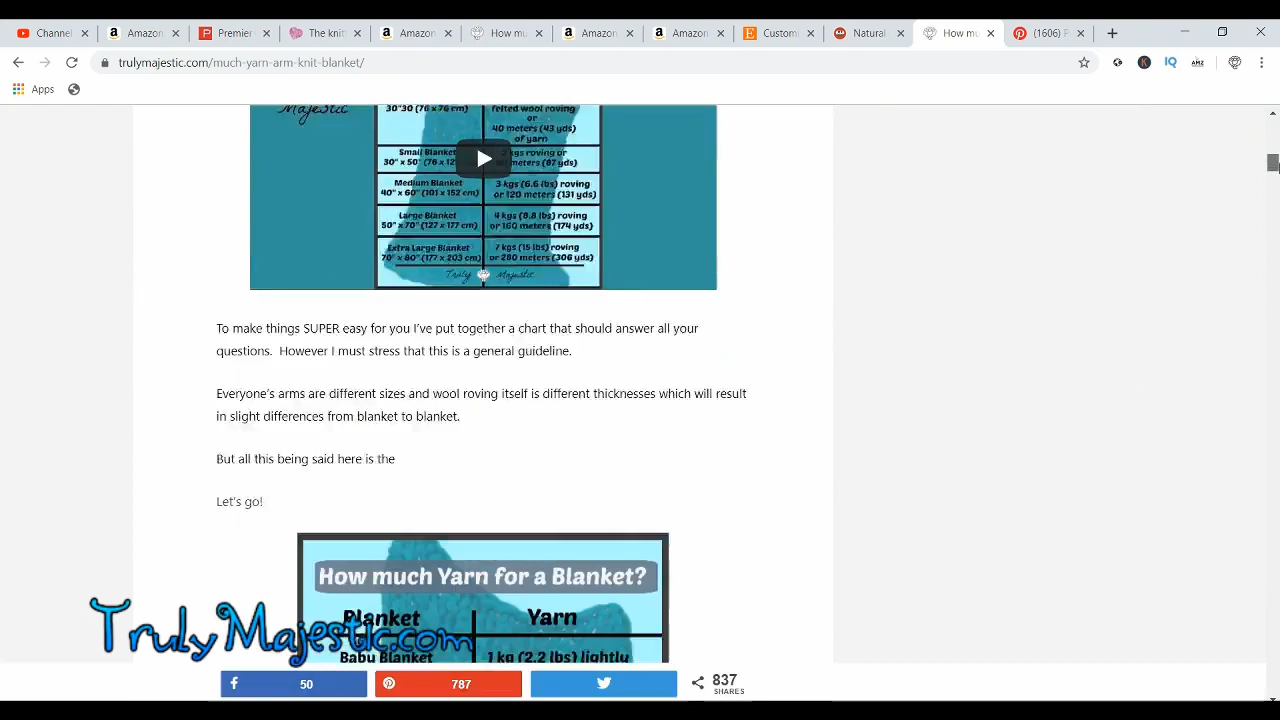 Channel
Amazon
Premier
The knit
Amazon
How mu
Amazon
Amazon
Custom
Natural
How mu
(1606) P
trulymajestic.com/much-yarn-arm-knit-blanket/
Apps
Majestic
30"30 (76 x 76 cm)
felted wool roving
or
40 meters (43 yds)
of yarn
Small Blanket
30" x 50" (76 x
kgs roving or
meters (87 yds)
Medium Blanket
40" x 60" (101 x 152 cm)
3 kgs (6.6 lbs) roving
or 120 meters (131 yds)
Large Blanket
50" x 70" (127 x 177 cm)
4 kgs (8.8 lbs) roving
or 160 meters (174 yds)
Extra Large Blanket
70" x 80" (177 x 203 cm)
7 kgs (15 lbs) roving
or 280 meters (306 yds)
Truly Majestic
To make things SUPER easy for you I've put together a chart that should answer all your
questions. However I must stress that this is a general guideline.
Everyone's arms are different sizes and wool roving itself is different thicknesses which will result
in slight differences from blanket to blanket.
But all this being said here is the
Let's go!
How much Yarn for a Blanket?
Blanket
Yarn
Baby Blanket
1 kg (2.2 lbs) lightly
TrulyMajestic.com
50
787
837
SHARES